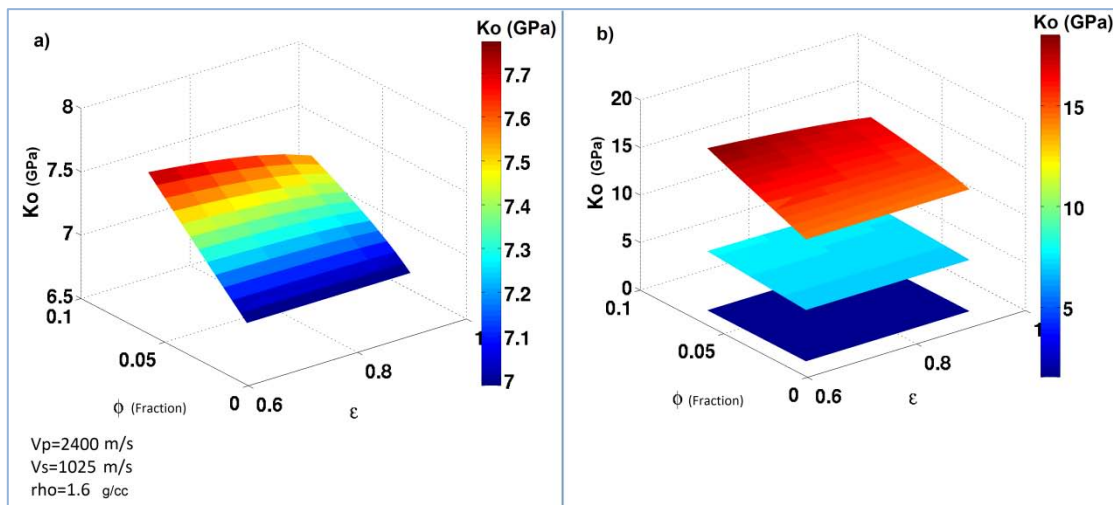 a)
Ko (GPa)
8
7.5
7
6.5
Ko (GPa)
0.1
0.05
0
0.6
0.8
1
ϕ (Fraction)
ε
7.7
7.6
7.5
7.4
7.3
7.2
7.1
7
Vp=2400 m/s
Vs=1025 m/s
rho=1.6 g/cc
b)
Ko (GPa)
20
15
10
5
0
Ko (GPa)
0.1
0.05
0
0.6
0.8
1
ϕ (Fraction)
ε
15
10
5